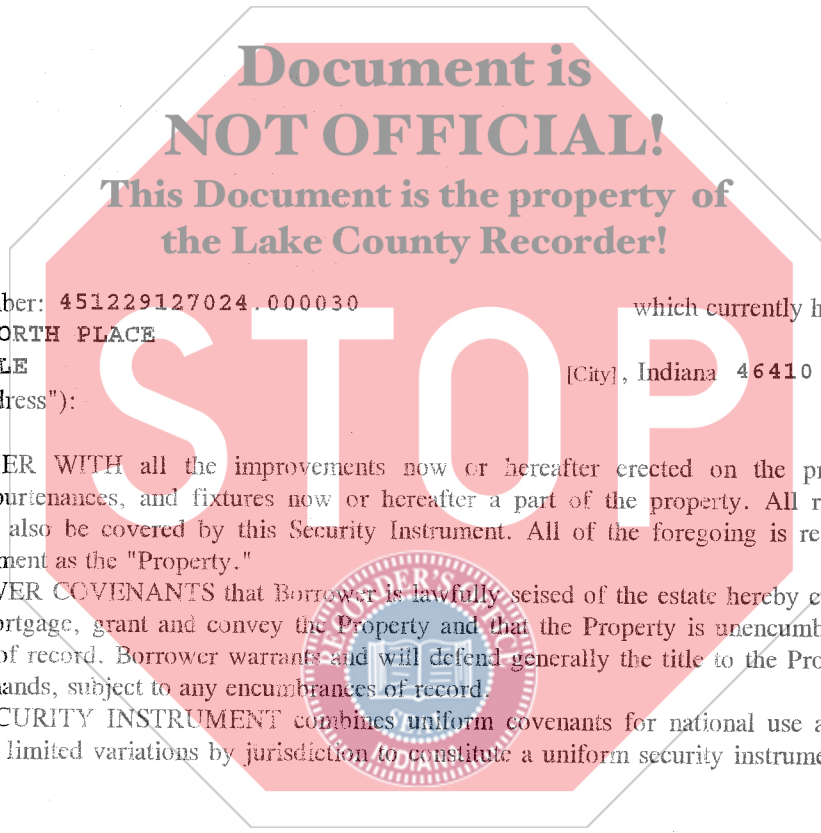 Document is
NOT OFFICIAL!
This Document is the property of
the Lake County Recorder!
ber: 451229127024.000030 which currently h
ORTH PLACE
LE [City], Indiana 46410
dress"):
STOP
ER WITH all the improvements now or hereafter erected on the pr
purtenances, and fixtures now or hereafter a part of the property. All r
also be covered by this Security Instrument. All of the foregoing is re
ment as the "Property."
VER COVENANTS that Borrower is lawfully seised of the estate hereby c
ortgage, grant and convey the Property and that the Property is unencumb
of record. Borrower warrants and will defend generally the title to the Pro
ands, subject to any encumbrances of record.
CURITY INSTRUMENT combines uniform covenants for national use a
limited variations by jurisdiction to constitute a uniform security instrume
RECORDER'S OFFICE
SEAL
INDIANA